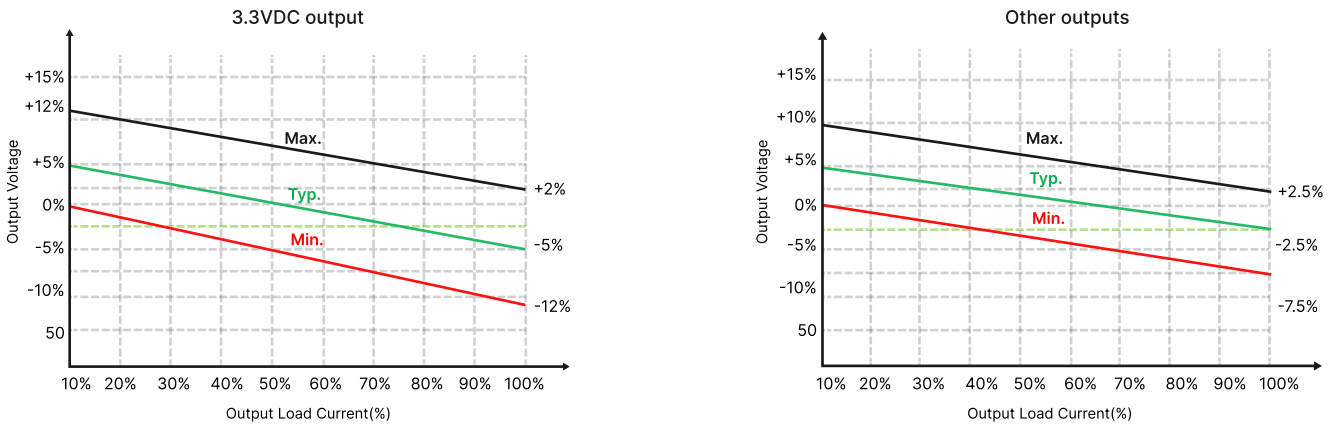 3.3VDC output
+15%
+12%
+5%
0%
-5%
-10%
50
Output Voltage
Max.
Typ.
Min.
+2%
-5%
-12%
10% 20% 30% 40% 50% 60% 70% 80% 90% 100%
Output Load Current(%)
Other outputs
+15%
+10%
+5%
0%
-5%
-10%
50
Output Voltage
Max.
Typ.
Min.
+2.5%
-2.5%
-7.5%
10% 20% 30% 40% 50% 60% 70% 80% 90% 100%
Output Load Current(%)